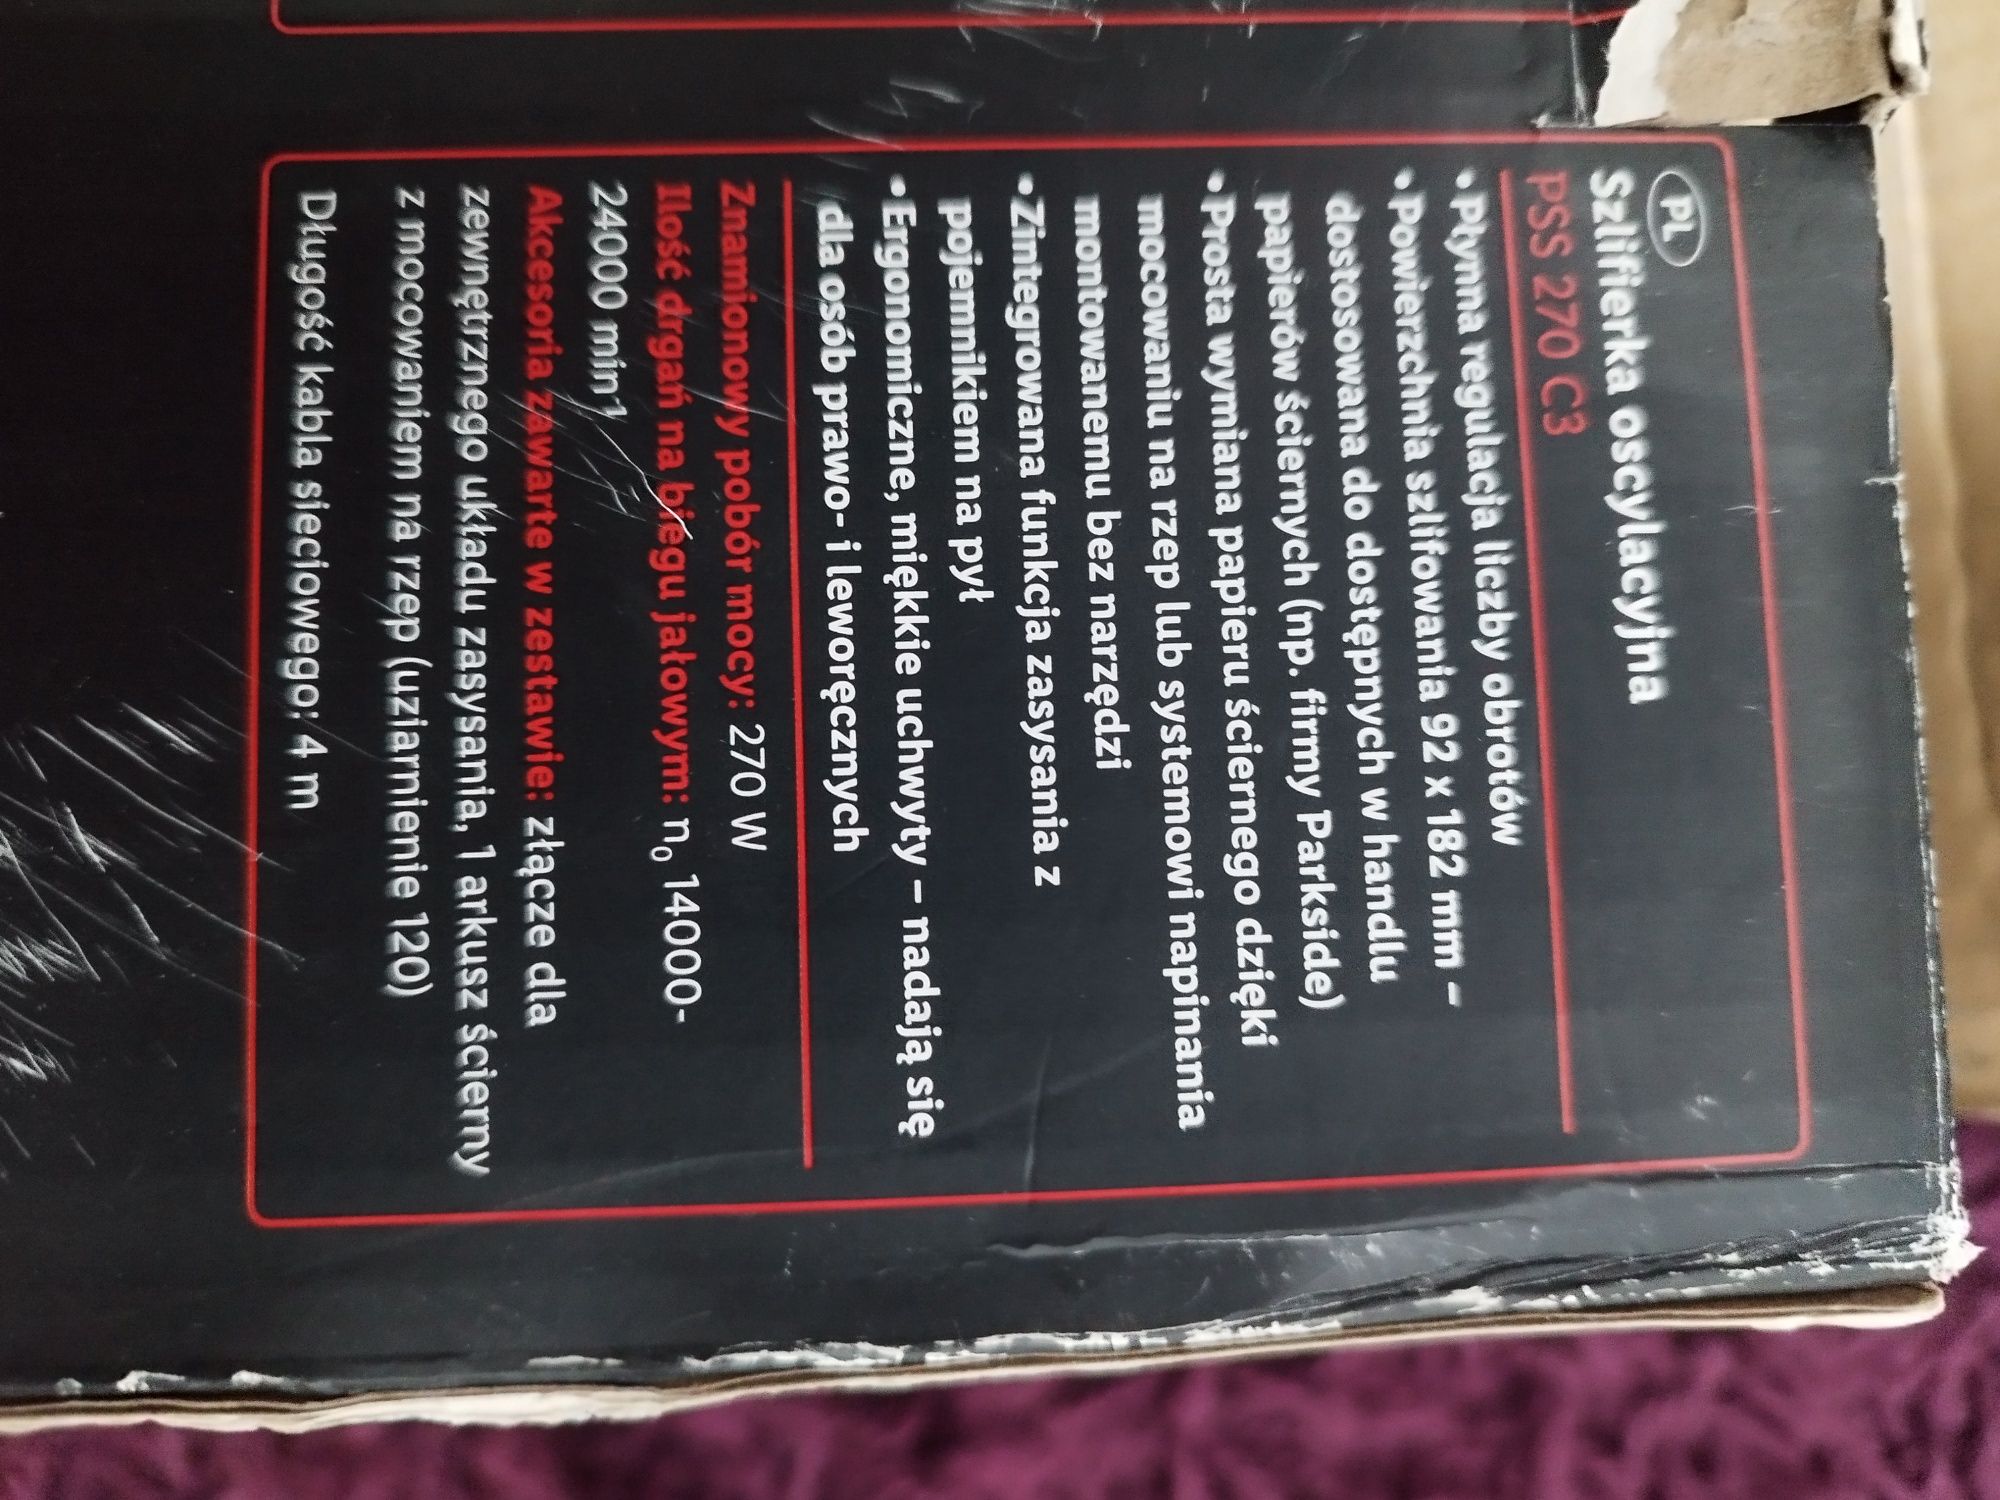 PL
Szlifierka oscylacyjna
PSS 270 C3
• Płynna regulacja liczby obrotów
• Powierzchnia szlifowania 92 x 182 mm –
dostosowana do dostępnych w handlu
papierów ściernych (np. firmy Parkside)
• Prosta wymiana papieru ściernego dzięki
mocowaniu na rzep lub systemowi napinania
montowanemu bez narzędzi
• Zintegrowana funkcja zasysania z
pojemnikiem na pył
• Ergonomiczne, miękkie uchwyty – nadają się
dla osób prawo- i leworęcznych
Znamionowy pobór mocy: 270 W
Ilość drgań na biegu jałowym: n₀ 14000-
24000 min¹
Akcesoria zawarte w zestawie: złącze dla
zewnętrznego układu zasysania, 1 arkusz ścierny
z mocowaniem na rzep (uziarnienie 120)
Długość kabla sieciowego: 4 m